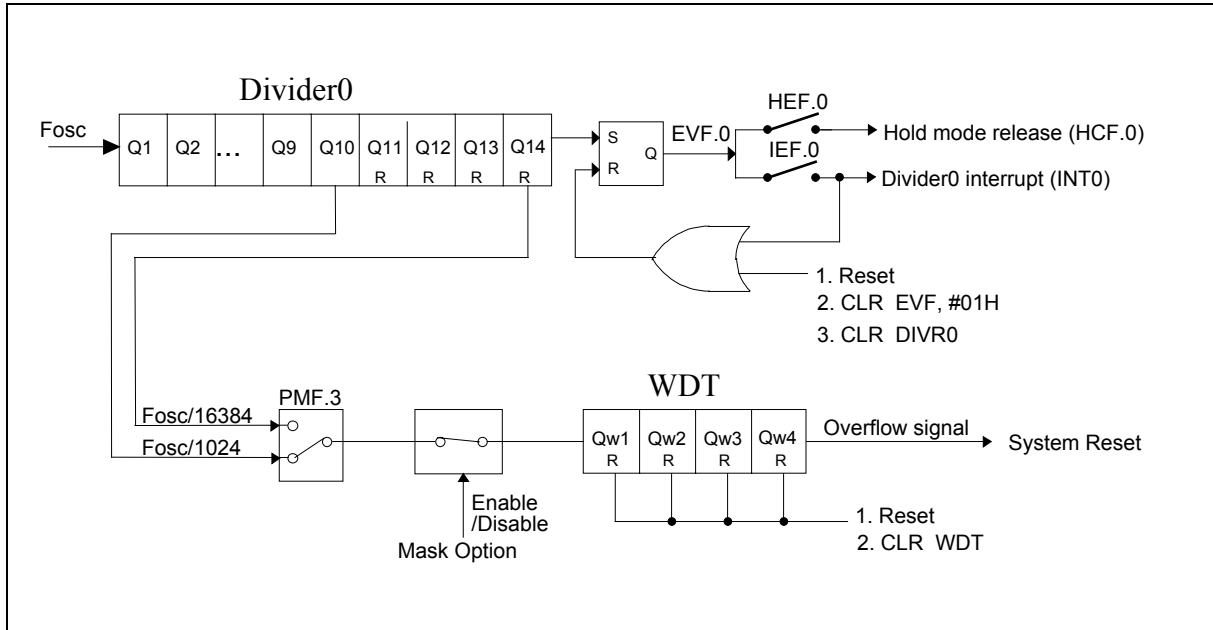 Divider0
Fosc
Q1 Q2 ... Q9 Q10 Q11 Q12 Q13 Q14
R R R R
S
R
Q
EVF.0
HEF.0
Hold mode release (HCF.0)
IEF.0
Divider0 interrupt (INT0)
1. Reset
2. CLR EVF, #01H
3. CLR DIVR0
WDT
PMF.3
Fosc/16384
Fosc/1024
Enable
/Disable
Mask Option
Qw1 Qw2 Qw3 Qw4
R R R R
Overflow signal
System Reset
1. Reset
2. CLR WDT